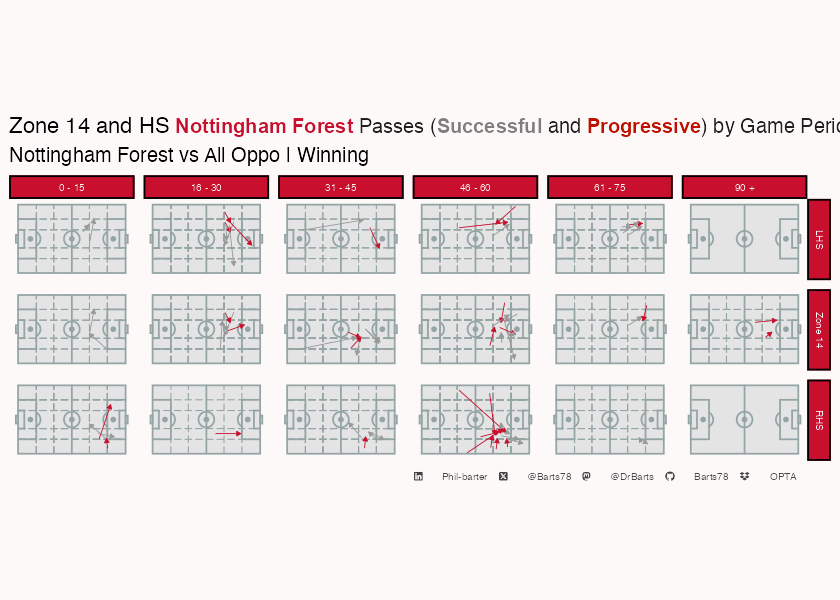 Zone 14 and HS Nottingham Forest Passes (Successful and Progressive) by Game Peri
Nottingham Forest vs All Oppo | Winning
0 - 15 16 - 30 31 - 45 46 - 60 61 - 75 90 +
LHS
Zone 14
RHS
Phil-barter @Barts78 @DrBarts Barts78 OPTA